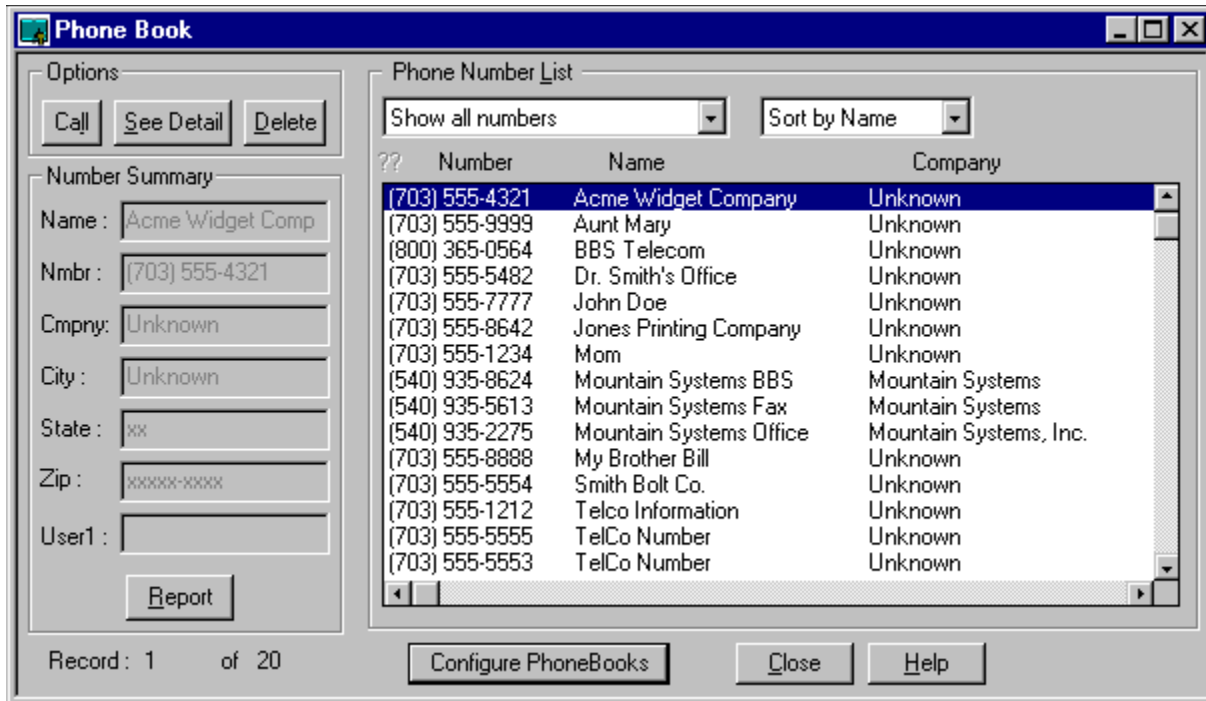 Phone Book
Options
Call See Detail Delete
Number Summary
Name : Acme Widget Comp
Nmbr : (703) 555-4321
Cmpny: Unknown
City : Unknown
State : xx
Zip : xxxxx-xxxx
User1 :
Report
Record : 1 of 20
Phone Number List
Show all numbers Sort by Name
?? Number Name Company
(703) 555-4321 Acme Widget Company Unknown
(703) 555-9999 Aunt Mary Unknown
(800) 365-0564 BBS Telecom Unknown
(703) 555-5482 Dr. Smith's Office Unknown
(703) 555-7777 John Doe Unknown
(703) 555-8642 Jones Printing Company Unknown
(703) 555-1234 Mom Unknown
(540) 935-8624 Mountain Systems BBS Mountain Systems
(540) 935-5613 Mountain Systems Fax Mountain Systems
(540) 935-2275 Mountain Systems Office Mountain Systems, Inc.
(703) 555-8888 My Brother Bill Unknown
(703) 555-5554 Smith Bolt Co. Unknown
(703) 555-1212 Telco Information Unknown
(703) 555-5555 TelCo Number Unknown
(703) 555-5553 TelCo Number Unknown
Configure PhoneBooks Close Help